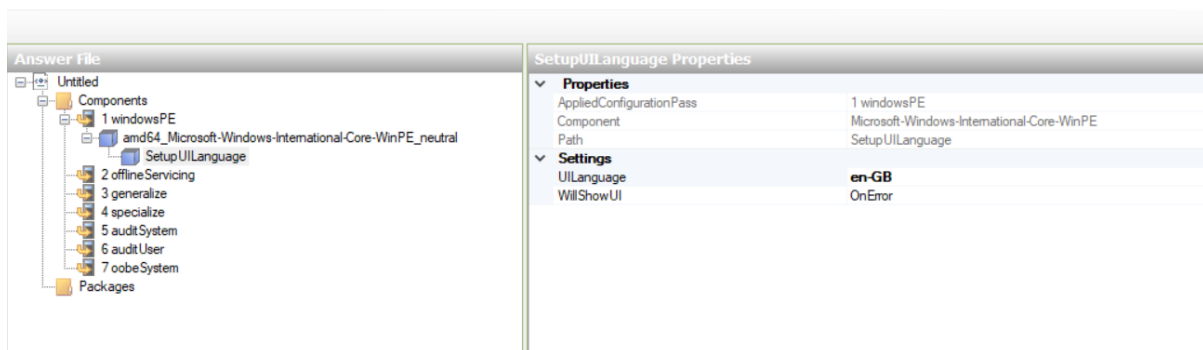 Answer File
Untitled
Components
1 windowsPE
amd64_Microsoft-Windows-International-Core-WinPE_neutral
SetupUILanguage
2 offlineServicing
3 generalize
4 specialize
5 auditSystem
6 auditUser
7 oobeSystem
Packages
SetupUILanguage Properties
Properties
AppliedConfigurationPass 1 windowsPE
Component Microsoft-Windows-International-Core-WinPE
Path SetupUILanguage
Settings
UILanguage en-GB
WillShowUI OnError